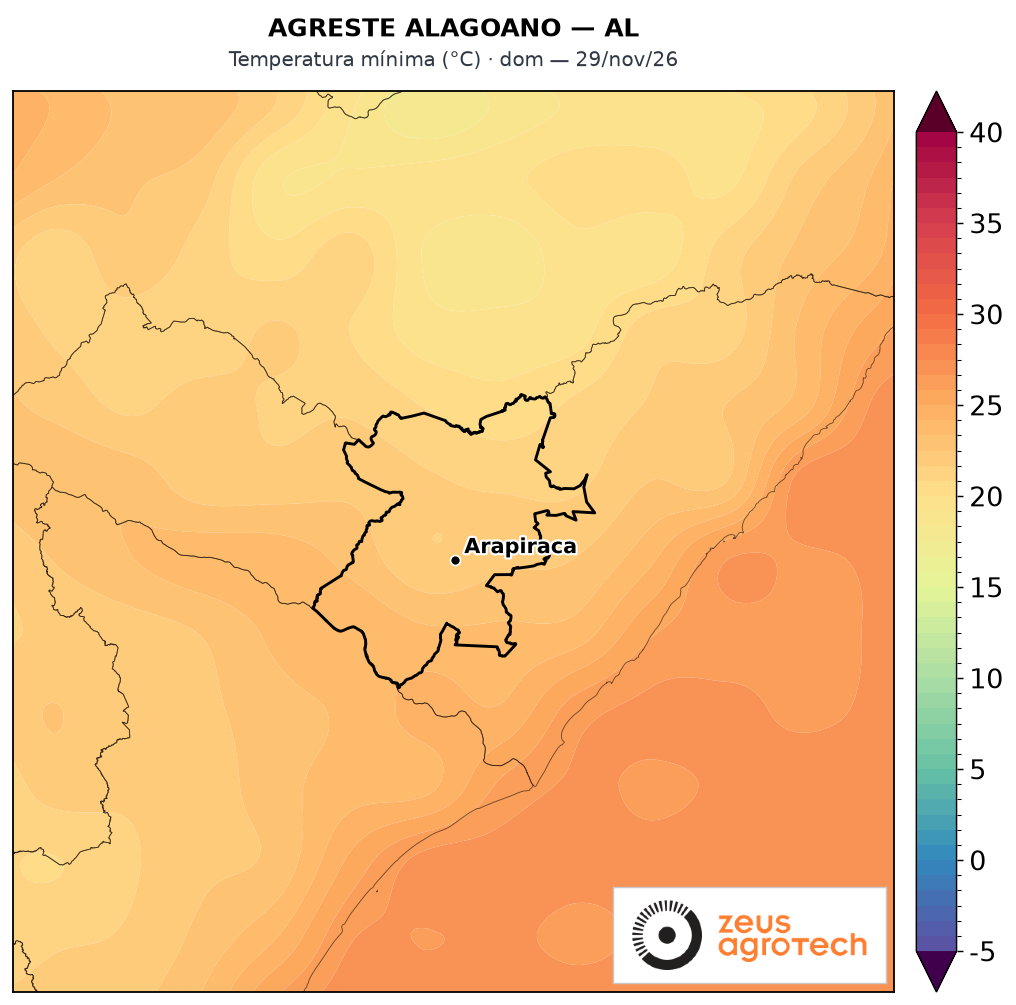 AGRESTE ALAGOANO — AL
Temperatura mínima (°C) · dom — 29/nov/26
40
35
30
25
20
15
10
5
0
-5
Arapiraca
zeus
agrotech